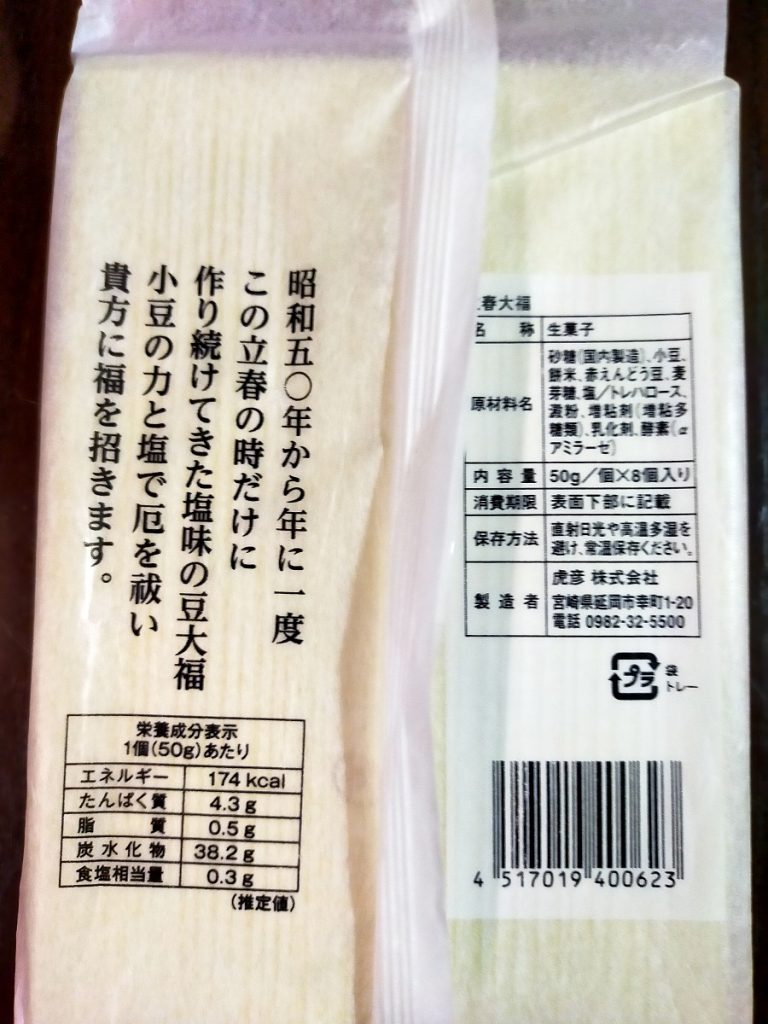 昭和五〇年から年に一度
この立春の時だけに
作り続けてきた塩味の豆大福
小豆の力と塩で厄を祓い
貴方に福を招きます。
栄養成分表示
1個(50g)あたり
エネルギー 174 kcal
たんぱく質 4.3 g
脂質 0.5 g
炭水化物 38.2 g
食塩相当量 0.3 g
(推定値)
春大福
名称 生菓子
原材料名 砂糖(国内製造)、小豆、
餅米、赤えんどう豆、麦
芽糖、塩/トレハロース、
澱粉、増粘剤(増粘多
糖類)、乳化剤、酵素(α
アミラーゼ)
内容量 50g/個×8個入り
消費期限 表面下部に記載
保存方法 直射日光や高温多湿を
避け、常温保存ください。
製造者 虎彦 株式会社
宮崎県延岡市幸町1-20
電話 0982-32-5500
プラ 袋
トレー
4 517019 400623